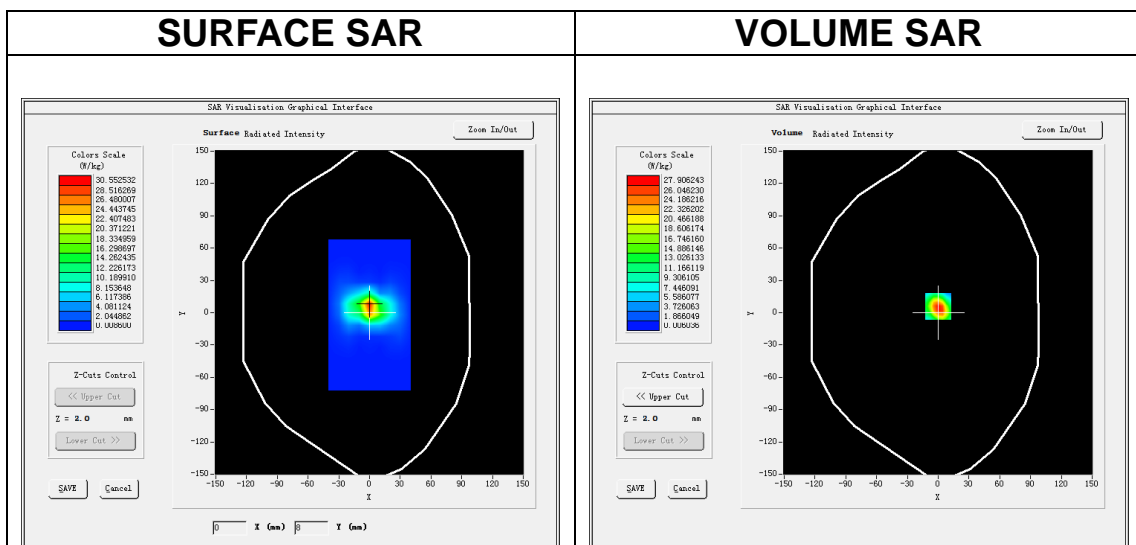 SURFACE SAR
VOLUME SAR
SAR Visualisation Graphical Interface
Surface Radiated Intensity
Zoom In/Out
Colors Scale
(W/kg)
30.552532
28.516269
26.480007
24.443745
22.407483
20.371221
18.334959
16.298697
14.262435
12.226173
10.189910
8.153648
6.117386
4.081124
2.044862
0.008600
150
120
90
60
30
0
-30
-60
-90
-120
-150
Y
-150 -120 -90 -60 -30 0 30 60 90 120 150
X
Z-Cuts Control
<< Upper Cut
Z = 2.0 mm
Lower Cut >>
SAVE Cancel
0 X (mm) 8 Y (mm)
SAR Visualisation Graphical Interface
Volume Radiated Intensity
Zoom In/Out
Colors Scale
(W/kg)
27.906243
26.046230
24.186216
22.326202
20.466188
18.606174
16.746160
14.886146
13.026133
11.166119
9.306105
7.446091
5.586077
3.726063
1.866049
0.006036
150
120
90
60
30
0
-30
-60
-90
-120
-150
Y
-150 -120 -90 -60 -30 0 30 60 90 120 150
X
Z-Cuts Control
<< Upper Cut
Z = 2.0 mm
Lower Cut >>
SAVE Cancel